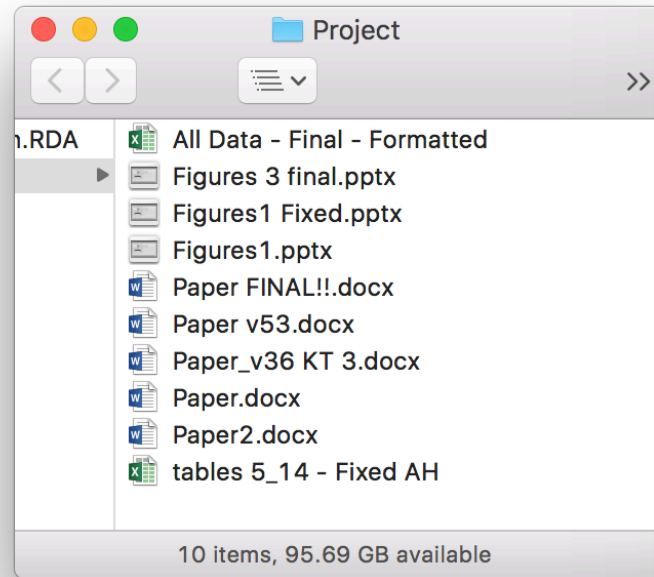 Project
n.RDA
All Data - Final - Formatted
Figures 3 final.pptx
Figures1 Fixed.pptx
Figures1.pptx
Paper FINAL!!.docx
Paper v53.docx
Paper_v36 KT 3.docx
Paper.docx
Paper2.docx
tables 5_14 - Fixed AH
10 items, 95.69 GB available